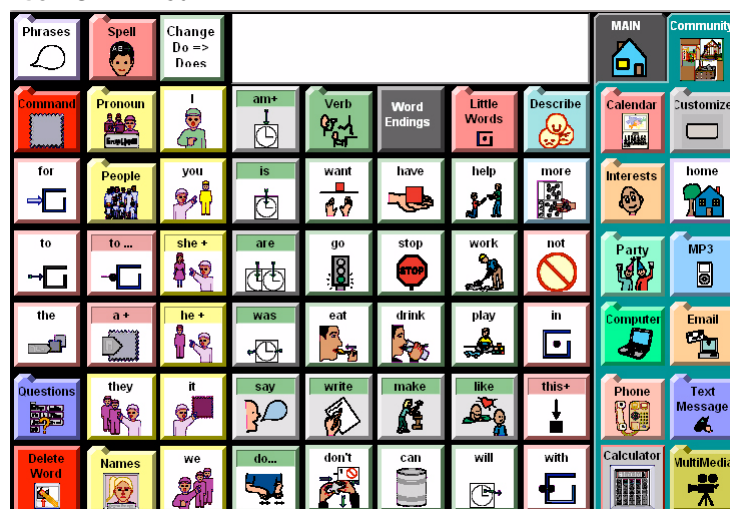 Phrases
Spell
Change
Do =>
Does
MAIN
Community
Command
Pronoun
I
am+
Verb
Word
Endings
Little
Words
Describe
Calendar
Customize
for
People
you
is
want
have
help
more
Interests
home
to
to ...
she +
are
go
stop
STOP
work
not
Party
MP3
the
a +
he +
was
eat
drink
play
in
Computer
Email
Questions
they
it
say
write
make
like
this+
Phone
Text
Message
Delete
Word
Names
we
do...
don't
can
will
with
Calculator
MultiMedia